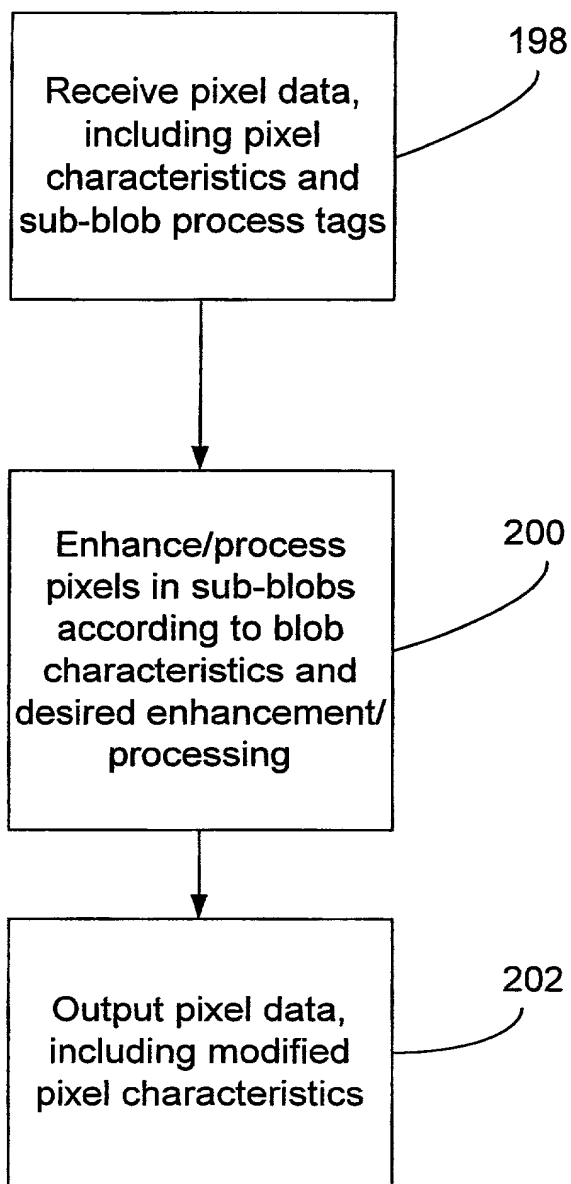 198
Receive pixel data,
including pixel
characteristics and
sub-blob process tags
200
Enhance/process
pixels in sub-blobs
according to blob
characteristics and
desired enhancement/
processing
202
Output pixel data,
including modified
pixel characteristics